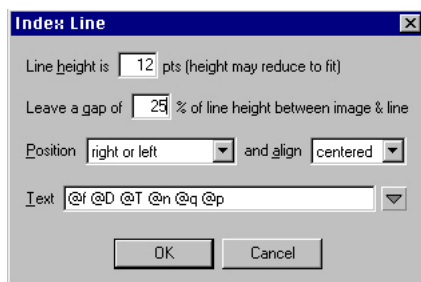 Index Line
Line height is 12 pts (height may reduce to fit)
Leave a gap of 25 % of line height between image & line
Position right or left and align centered
Text @f @D @T @n @q @p
OK Cancel